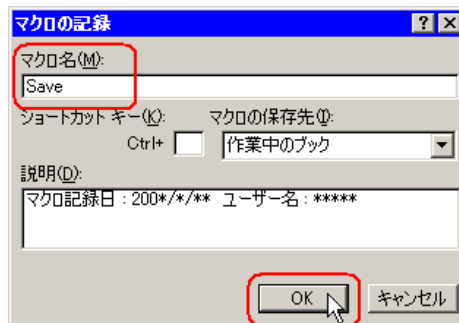 マクロの記録
マクロ名(M):
Save
ショートカット キー(K): マクロの保存先(I):
Ctrl+ 作業中のブック
説明(D):
マクロ記録日 : 200*/*/** ユーザー名 : *****
OK キャンセル